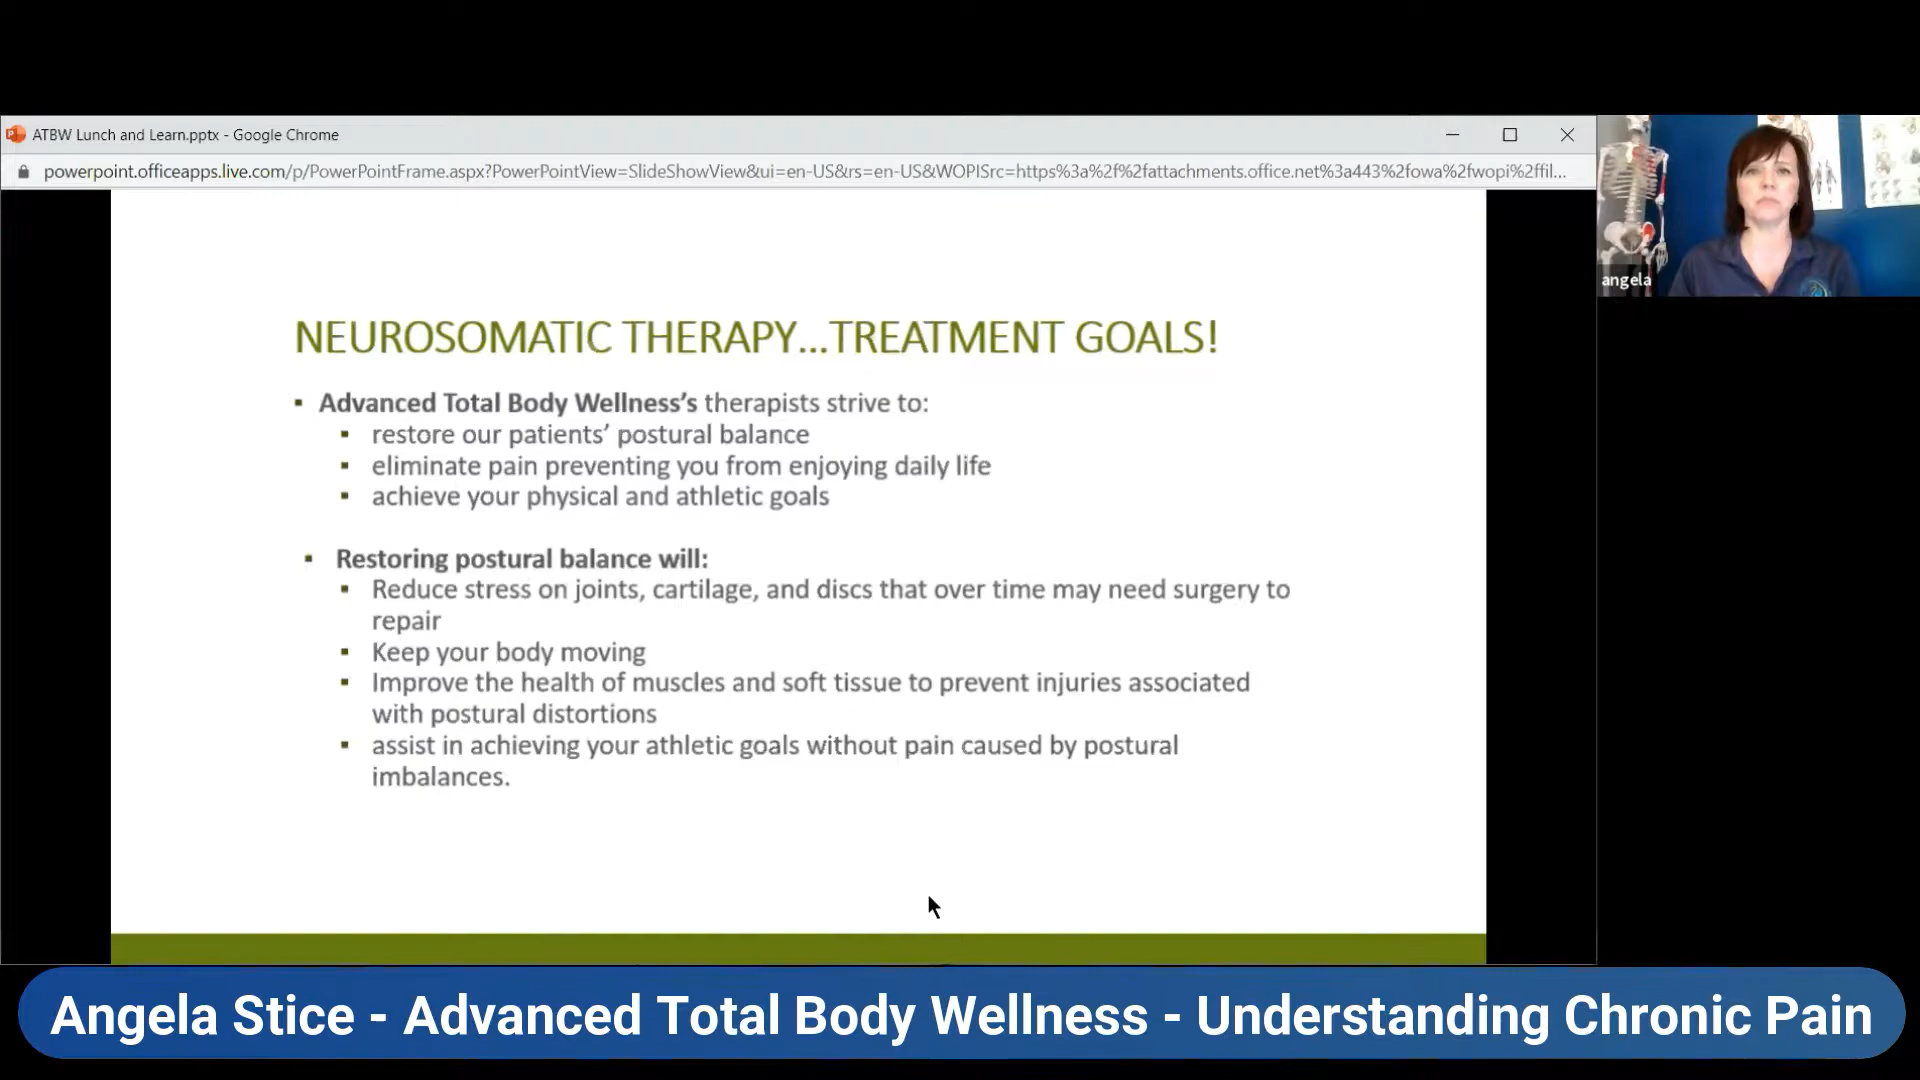 ATBW Lunch and Learn.pptx - Google Chrome
powerpoint.officeapps.live.com/p/PowerPointFrame.aspx?PowerPointView=SlideShowView&ui=en-US&rs=en-US&WOPISrc=https%3a%2f%2fattachments.office.net%3a443%2fowa%2fwopi%2ffil...
angela
NEUROSOMATIC THERAPY...TREATMENT GOALS!
▪ Advanced Total Body Wellness’s therapists strive to:
▪ restore our patients’ postural balance
▪ eliminate pain preventing you from enjoying daily life
▪ achieve your physical and athletic goals
▪ Restoring postural balance will:
▪ Reduce stress on joints, cartilage, and discs that over time may need surgery to
repair
▪ Keep your body moving
▪ Improve the health of muscles and soft tissue to prevent injuries associated
with postural distortions
▪ assist in achieving your athletic goals without pain caused by postural
imbalances.
Angela Stice - Advanced Total Body Wellness - Understanding Chronic Pain